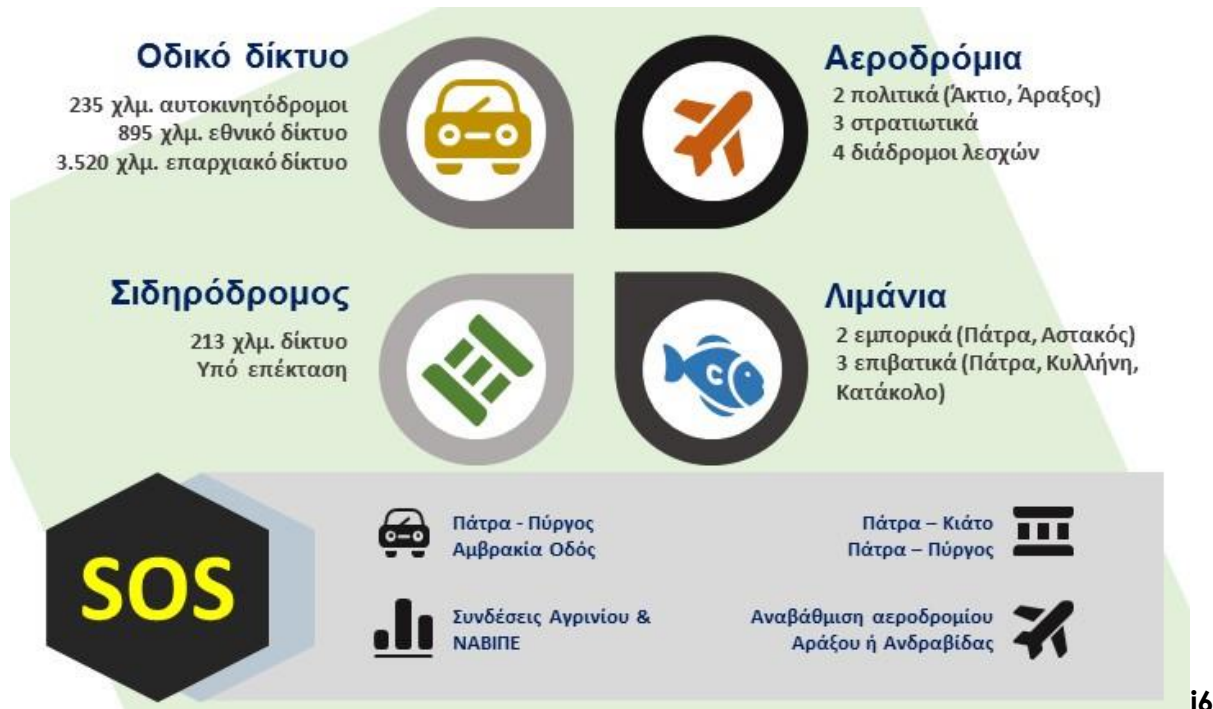 Οδικό δίκτυο
235 χλμ. αυτοκινητόδρομοι
895 χλμ. εθνικό δίκτυο
3.520 χλμ. επαρχιακό δίκτυο
Αεροδρόμια
2 πολιτικά (Άκτιο, Άραξος)
3 στρατιωτικά
4 διάδρομοι λεσχών
Σιδηρόδρομος
213 χλμ. δίκτυο
Υπό επέκταση
Λιμάνια
2 εμπορικά (Πάτρα, Αστακός)
3 επιβατικά (Πάτρα, Κυλλήνη,
Κατάκολο)
SOS
Πάτρα - Πύργος
Αμβρακία Οδός
Πάτρα – Κιάτο
Πάτρα – Πύργος
Συνδέσεις Αγρινίου &
ΝΑΒΙΠΕ
Αναβάθμιση αεροδρομίου
Αράξου ή Ανδραβίδας
i6